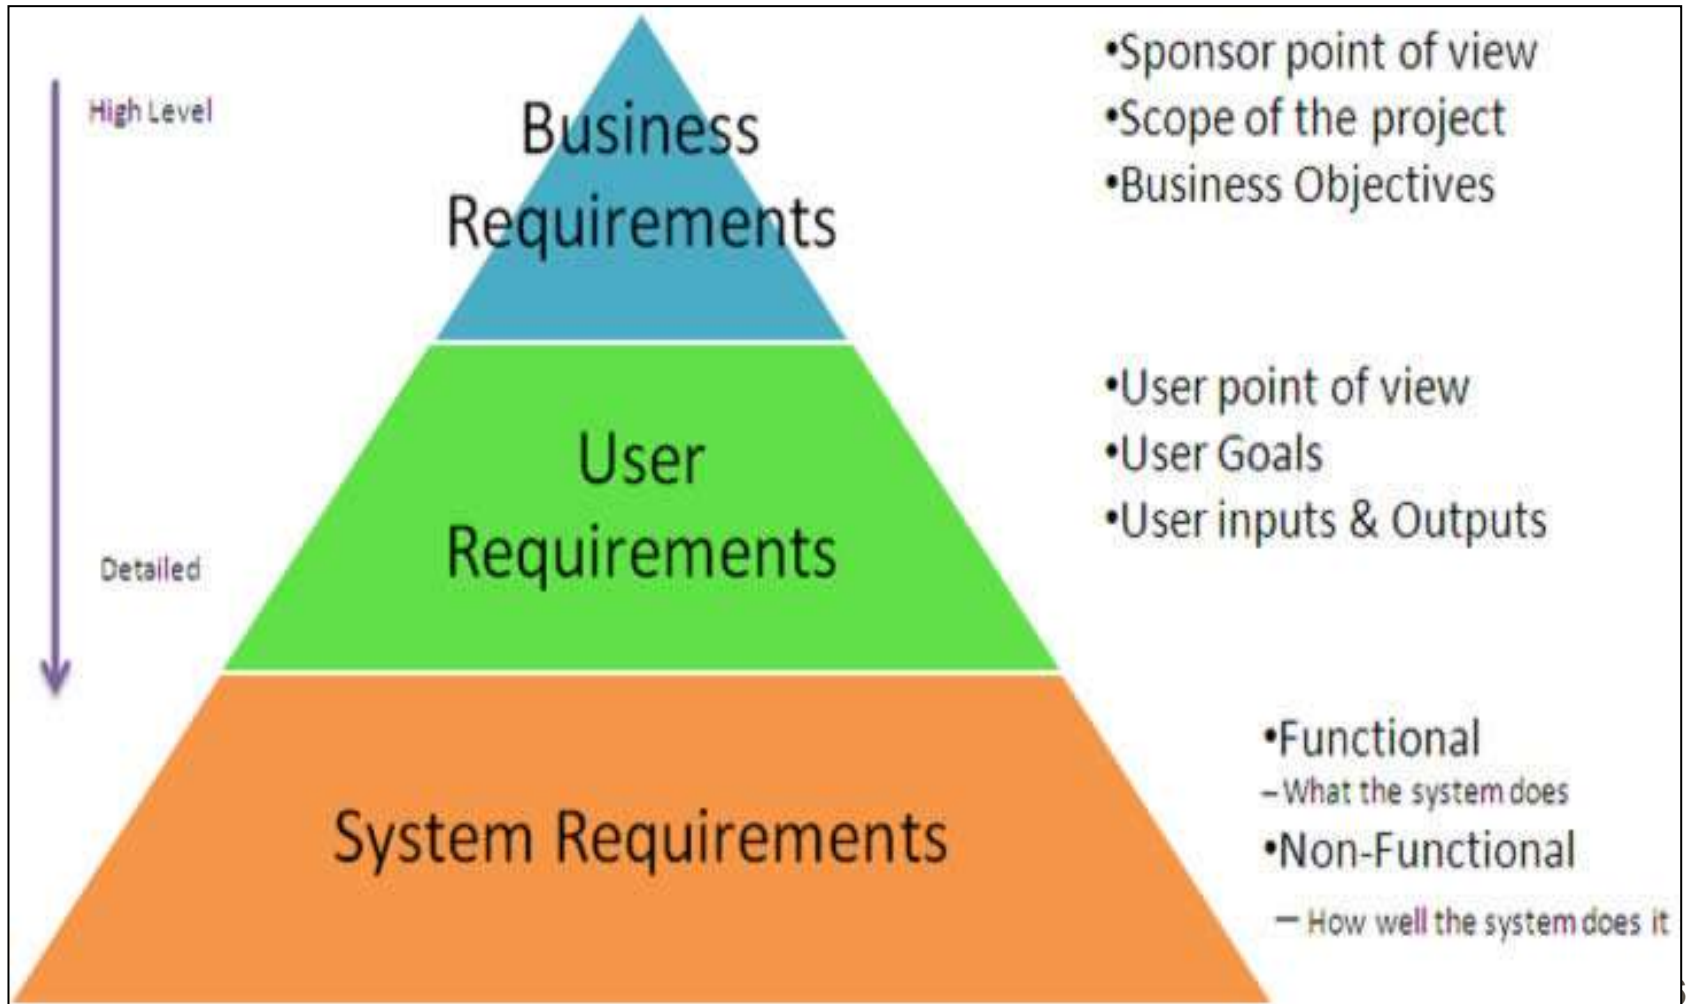 High Level
Detailed
Business
Requirements
•Sponsor point of view
•Scope of the project
•Business Objectives
User
Requirements
•User point of view
•User Goals
•User inputs & Outputs
System Requirements
•Functional
–What the system does
•Non-Functional
– How well the system does it